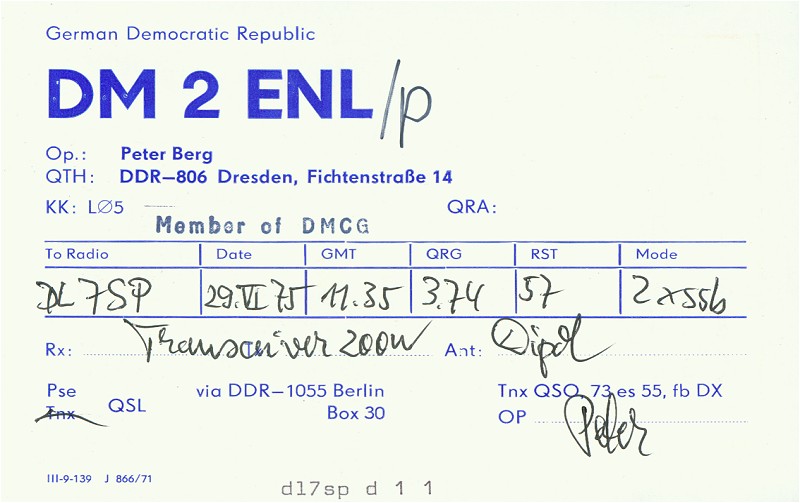 German Democratic Republic
DM 2 ENL/p
Op.: Peter Berg
QTH: DDR—806 Dresden, Fichtenstraße 14
KK: LØ5 QRA:
Member of DMCG
To Radio Date GMT QRG RST Mode
DL7SP 29.VI.75 11.35 3.74 57 2xssb
Rx: Transceiver 200W Ant: Dipol
Pse via DDR—1055 Berlin Tnx QSO, 73 es 55, fb DX
Tnx QSL Box 30 OP Peter
III-9-139 J 866/71
dl7sp d 1 1